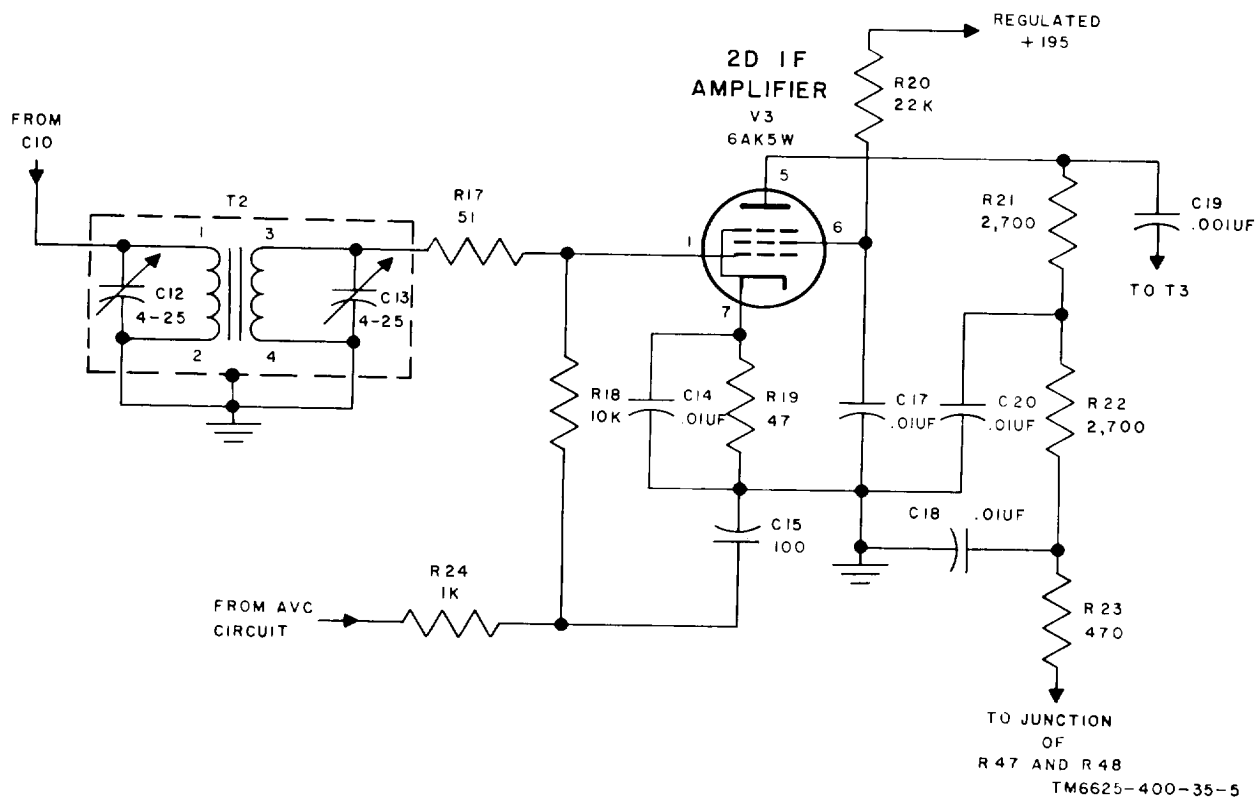 REGULATED
+195
2D IF
AMPLIFIER
V3
6AK5W
R20
22K
FROM
C10
T2
R17
51
5
1
6
7
R21
2,700
C19
.001UF
TO T3
1
3
C12
4-25
C13
4-25
2
4
R18
10K
C14
.01UF
R19
47
C17
.01UF
C20
.01UF
R22
2,700
C18
.01UF
C15
100
R24
1K
FROM AVC
CIRCUIT
R23
470
TO JUNCTION
OF
R47 AND R48
TM6625-400-35-5